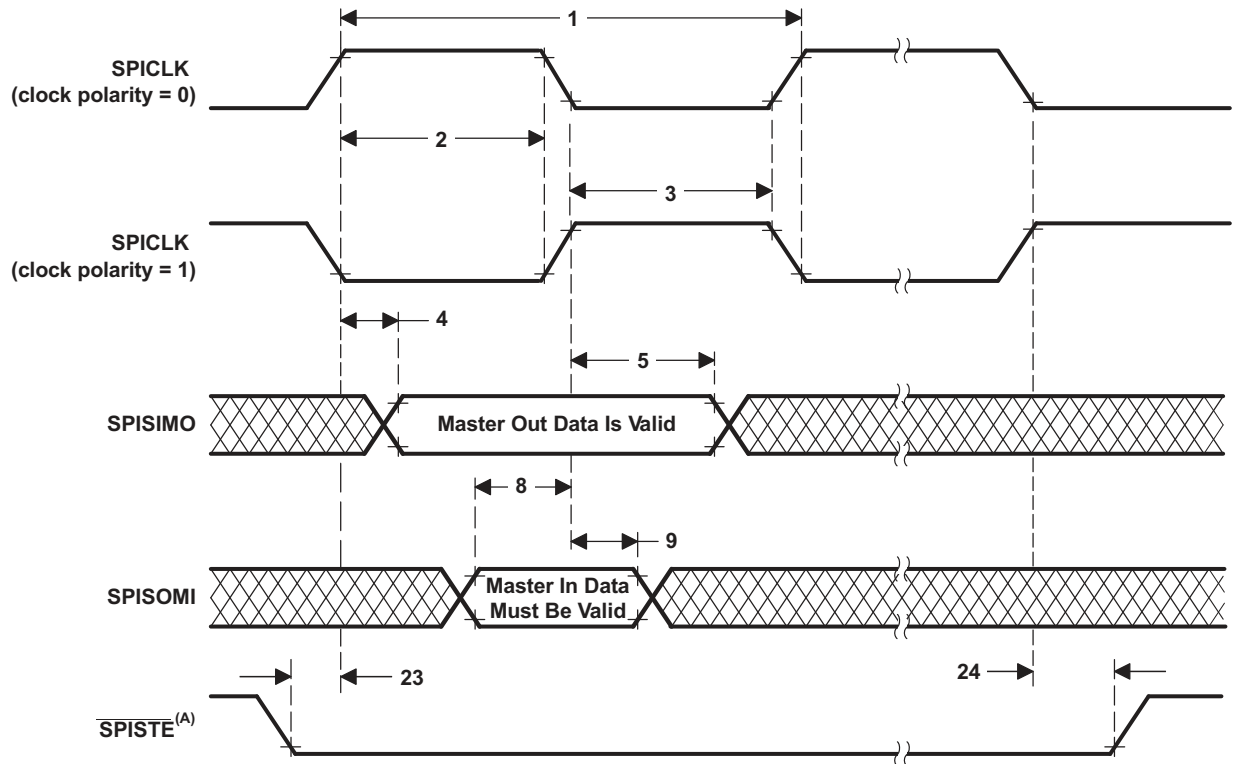 1
SPICLK
(clock polarity = 0)
2
3
SPICLK
(clock polarity = 1)
4
5
SPISIMO
Master Out Data Is Valid
8
9
SPISOMI
Master In Data
Must Be Valid
23
24
SPISTE(A)